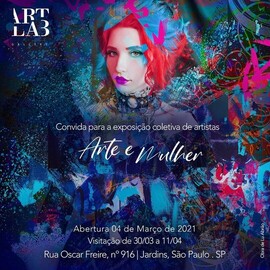 ART
LAB
GALLERY
Convida para a exposição coletiva de artistas
Arte e Mulher
Abertura 04 de Março de 2021
Visitação de 30/03 a 11/04
Rua Oscar Freire, nº 916 | Jardins, São Paulo . SP